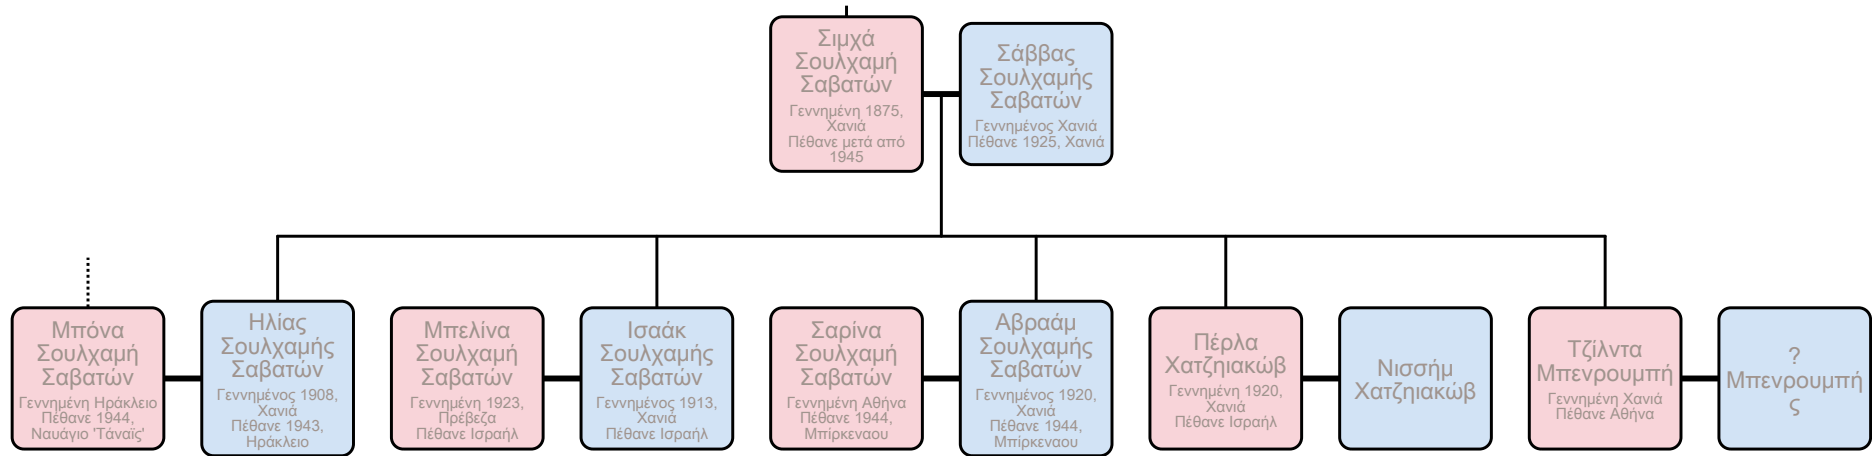 Σιμχά
Σουλχαμή
Σαβατών
Γεννημένη 1875,
Χανιά
Πέθανε μετά από
1945
Σάββας
Σουλχαμής
Σαβατών
Γεννημένος Χανιά
Πέθανε 1925, Χανιά
Μπόνα
Σουλχαμή
Σαβατών
Γεννημένη Ηράκλειο
Πέθανε 1944,
Ναυάγιο 'Τάναϊς'
Ηλίας
Σουλχαμής
Σαβατών
Γεννημένος 1908,
Χανιά
Πέθανε 1943,
Ηράκλειο
Μπελίνα
Σουλχαμή
Σαβατών
Γεννημένη 1923,
Πρέβεζα
Πέθανε Ισραήλ
Ισαάκ
Σουλχαμής
Σαβατών
Γεννημένος 1913,
Χανιά
Πέθανε Ισραήλ
Σαρίνα
Σουλχαμή
Σαβατών
Γεννημένη Αθήνα
Πέθανε 1944,
Μπίρκεναου
Αβραάμ
Σουλχαμής
Σαβατών
Γεννημένος 1920,
Χανιά
Πέθανε 1944,
Μπίρκεναου
Πέρλα
Χατζηιακώβ
Γεννημένη 1920,
Χανιά
Πέθανε Ισραήλ
Νισσήμ
Χατζηιακώβ
Τζίλντα
Μπενρουμπή
Γεννημένη Χανιά
Πέθανε Αθήνα
?
Μπενρουμπή
ς